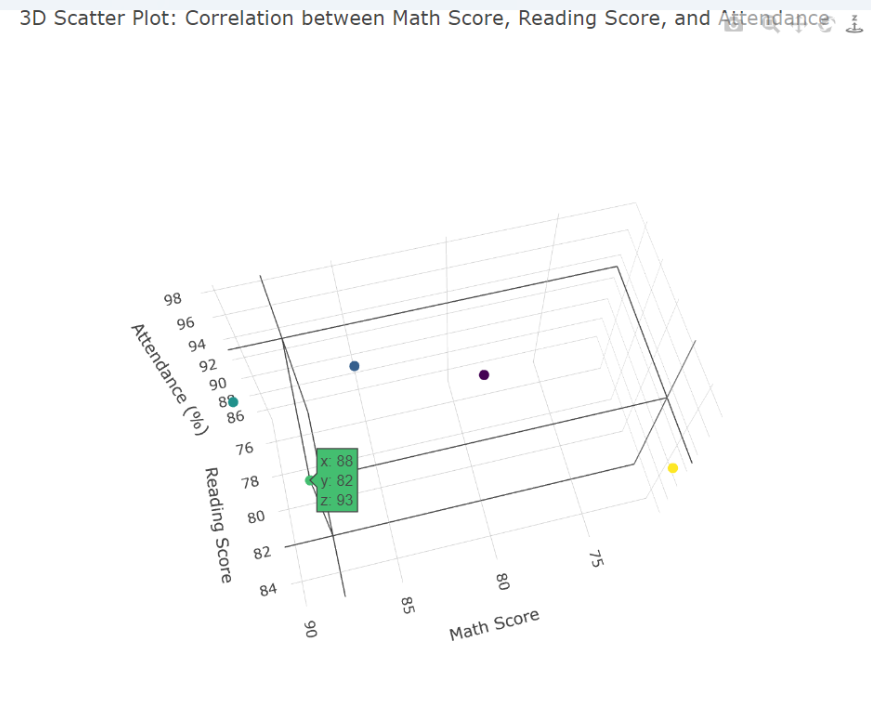 3D Scatter Plot: Correlation between Math Score, Reading Score, and Attendance
98
96
94
92
90
88
86
Attendance (%)
76
78
80
82
84
Reading Score
x: 88
y: 82
z: 93
90
85
80
75
Math Score